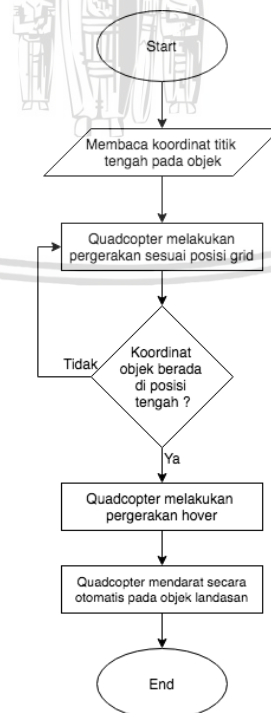 Start
Membaca koordinat titik
tengah pada objek
Quadcopter melakukan
pergerakan sesuai posisi grid
Koordinat
objek berada
di posisi
tengah ?
Tidak
Ya
Quadcopter melakukan
pergerakan hover
Quadcopter mendarat secara
otomatis pada objek landasan
End